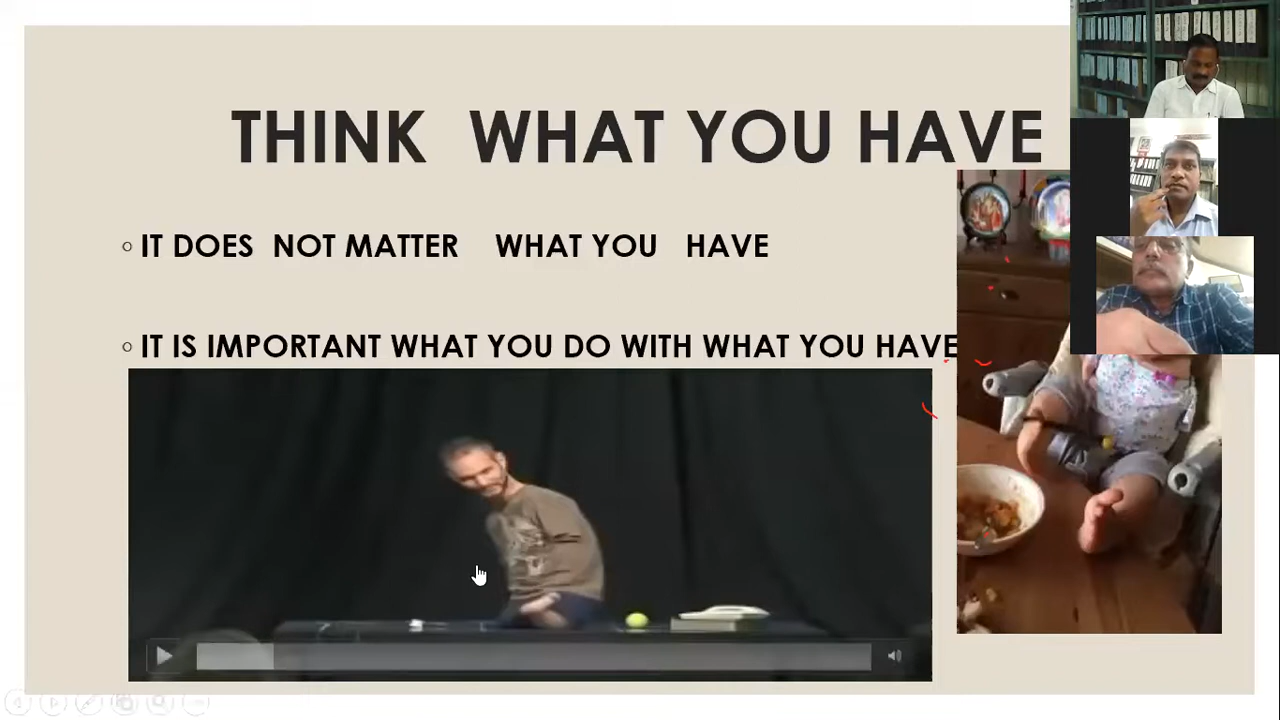 THINK WHAT YOU HAVE
IT DOES NOT MATTER WHAT YOU HAVE
IT IS IMPORTANT WHAT YOU DO WITH WHAT YOU HAVE